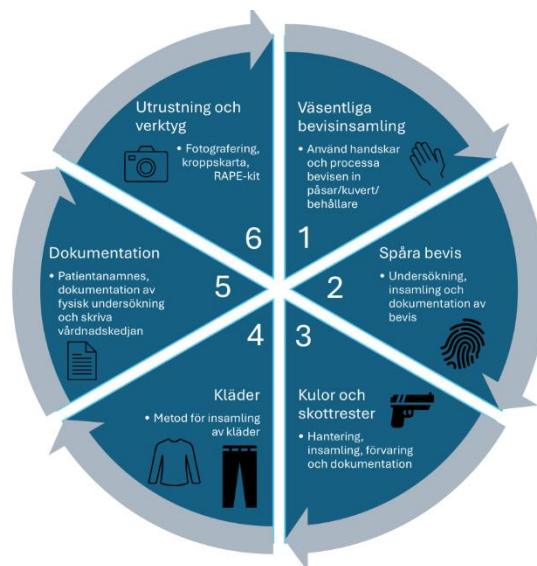 Väsentliga
bevisinsamling
• Använd handskar
och processa
bevisen in
påsar/kuvert/
behållare
1
Spåra bevis
• Undersökning,
insamling och
dokumentation av
bevis
2
Kulor och
skottrester
• Hantering,
insamling, förvaring
och dokumentation
3
Kläder
• Metod för insamling
av kläder
4
Dokumentation
• Patientanamnes,
dokumentation av
fysisk undersökning
och skriva
vårdnadskedjan
5
Utrustning och
verktyg
• Fotografering,
kroppskarta,
RAPE-kit
6